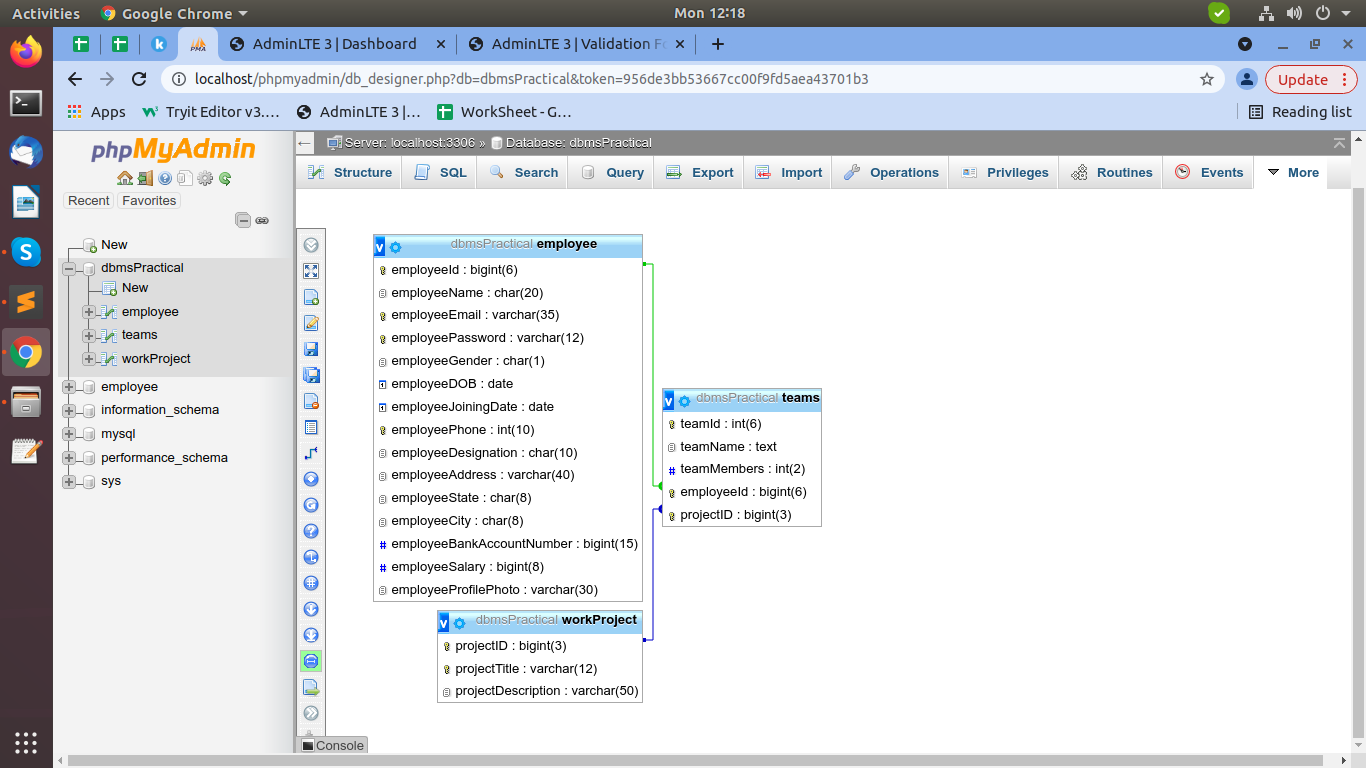 Activities
Google Chrome
Mon 12:18
PMA
AdminLTE 3 | Dashboard
AdminLTE 3 | Validation Fo
localhost/phpmyadmin/db_designer.php?db=dbmsPractical&token=956de3bb53667cc00f9fd5aea43701b3
Update
Apps
Tryit Editor v3.…
AdminLTE 3 |…
WorkSheet - G…
Reading list
phpMyAdmin
Recent
Favorites
New
dbmsPractical
New
employee
teams
workProject
employee
information_schema
mysql
performance_schema
sys
Server: localhost:3306 »
Database: dbmsPractical
Structure
SQL
Search
Query
Export
Import
Operations
Privileges
Routines
Events
More
v dbmsPractical employee
employeeId : bigint(6)
employeeName : char(20)
employeeEmail : varchar(35)
employeePassword : varchar(12)
employeeGender : char(1)
employeeDOB : date
employeeJoiningDate : date
employeePhone : int(10)
employeeDesignation : char(10)
employeeAddress : varchar(40)
employeeState : char(8)
employeeCity : char(8)
# employeeBankAccountNumber : bigint(15)
# employeeSalary : bigint(8)
employeeProfilePhoto : varchar(30)
v dbmsPractical teams
teamId : int(6)
teamName : text
# teamMembers : int(2)
employeeId : bigint(6)
projectID : bigint(3)
v dbmsPractical workProject
projectID : bigint(3)
projectTitle : varchar(12)
projectDescription : varchar(50)
Console